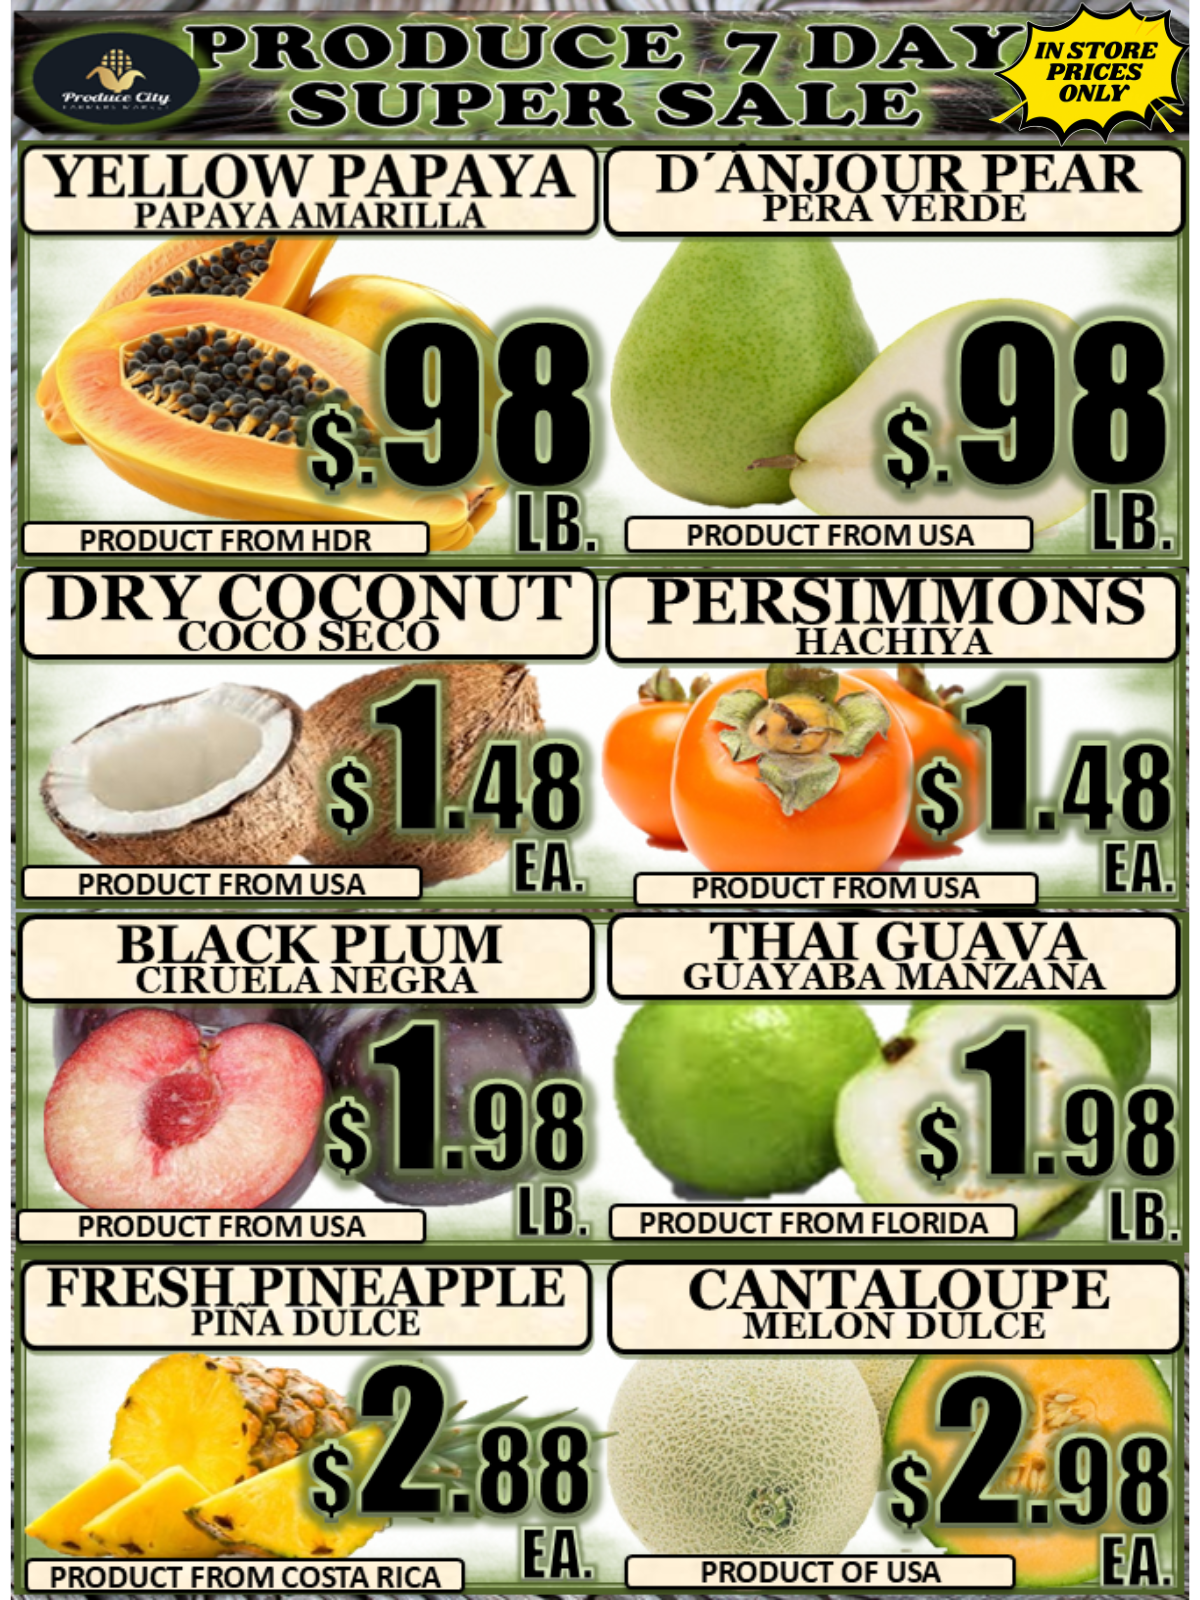 Produce City
FARMERS MARKET
PRODUCE 7 DAY
SUPER SALE
IN STORE
PRICES
ONLY
YELLOW PAPAYA
PAPAYA AMARILLA
$.98
LB.
PRODUCT FROM HDR
D´ÁNJOUR PEAR
PERA VERDE
$.98
LB.
PRODUCT FROM USA
DRY COCONUT
COCO SECO
$1.48
EA.
PRODUCT FROM USA
PERSIMMONS
HACHIYA
$1.48
EA.
PRODUCT FROM USA
BLACK PLUM
CIRUELA NEGRA
$1.98
LB.
PRODUCT FROM USA
THAI GUAVA
GUAYABA MANZANA
$1.98
LB.
PRODUCT FROM FLORIDA
FRESH PINEAPPLE
PIÑA DULCE
$2.88
EA.
PRODUCT FROM COSTA RICA
CANTALOUPE
MELON DULCE
$2.98
EA.
PRODUCT OF USA